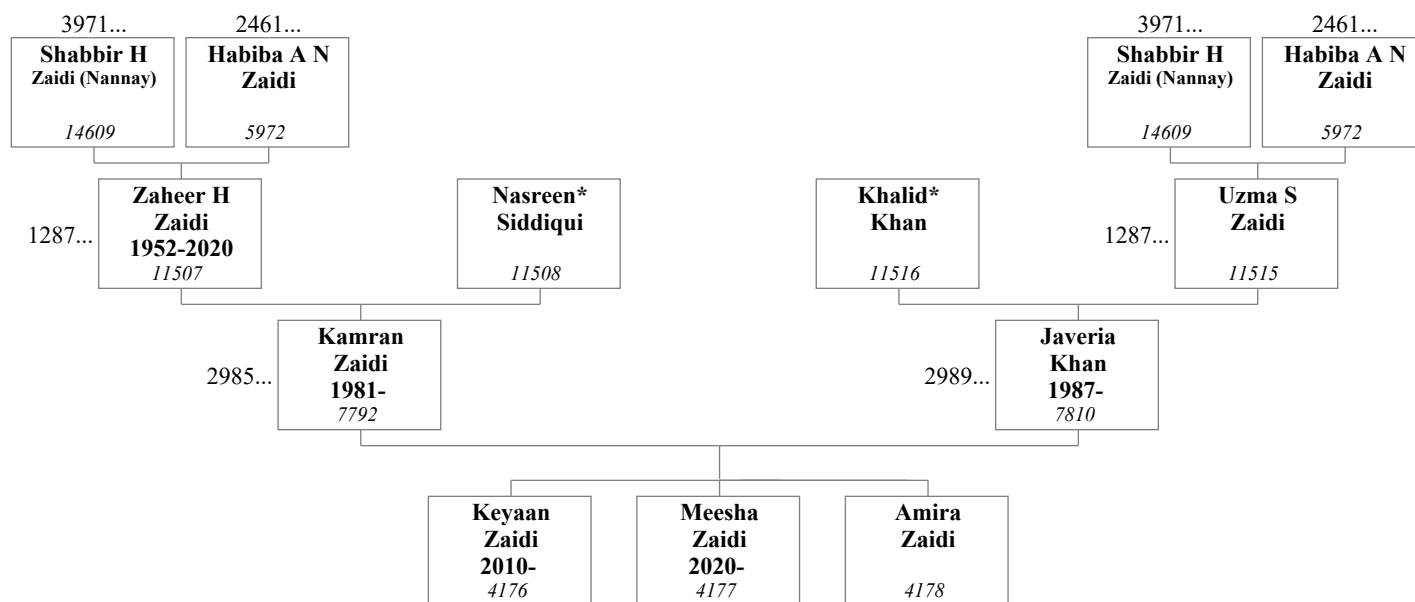 3971... 2461... 3971... 2461...
Shabbir H
Zaidi (Nannay)
14609
Habiba A N
Zaidi
5972
Shabbir H
Zaidi (Nannay)
14609
Habiba A N
Zaidi
5972
1287...
Zaheer H
Zaidi
1952-2020
11507
Nasreen*
Siddiqui
11508
Khalid*
Khan
11516
1287...
Uzma S
Zaidi
11515
2985...
Kamran
Zaidi
1981-
7792
2989...
Javeria
Khan
1987-
7810
Keyaan
Zaidi
2010-
4176
Meesha
Zaidi
2020-
4177
Amira
Zaidi
4178